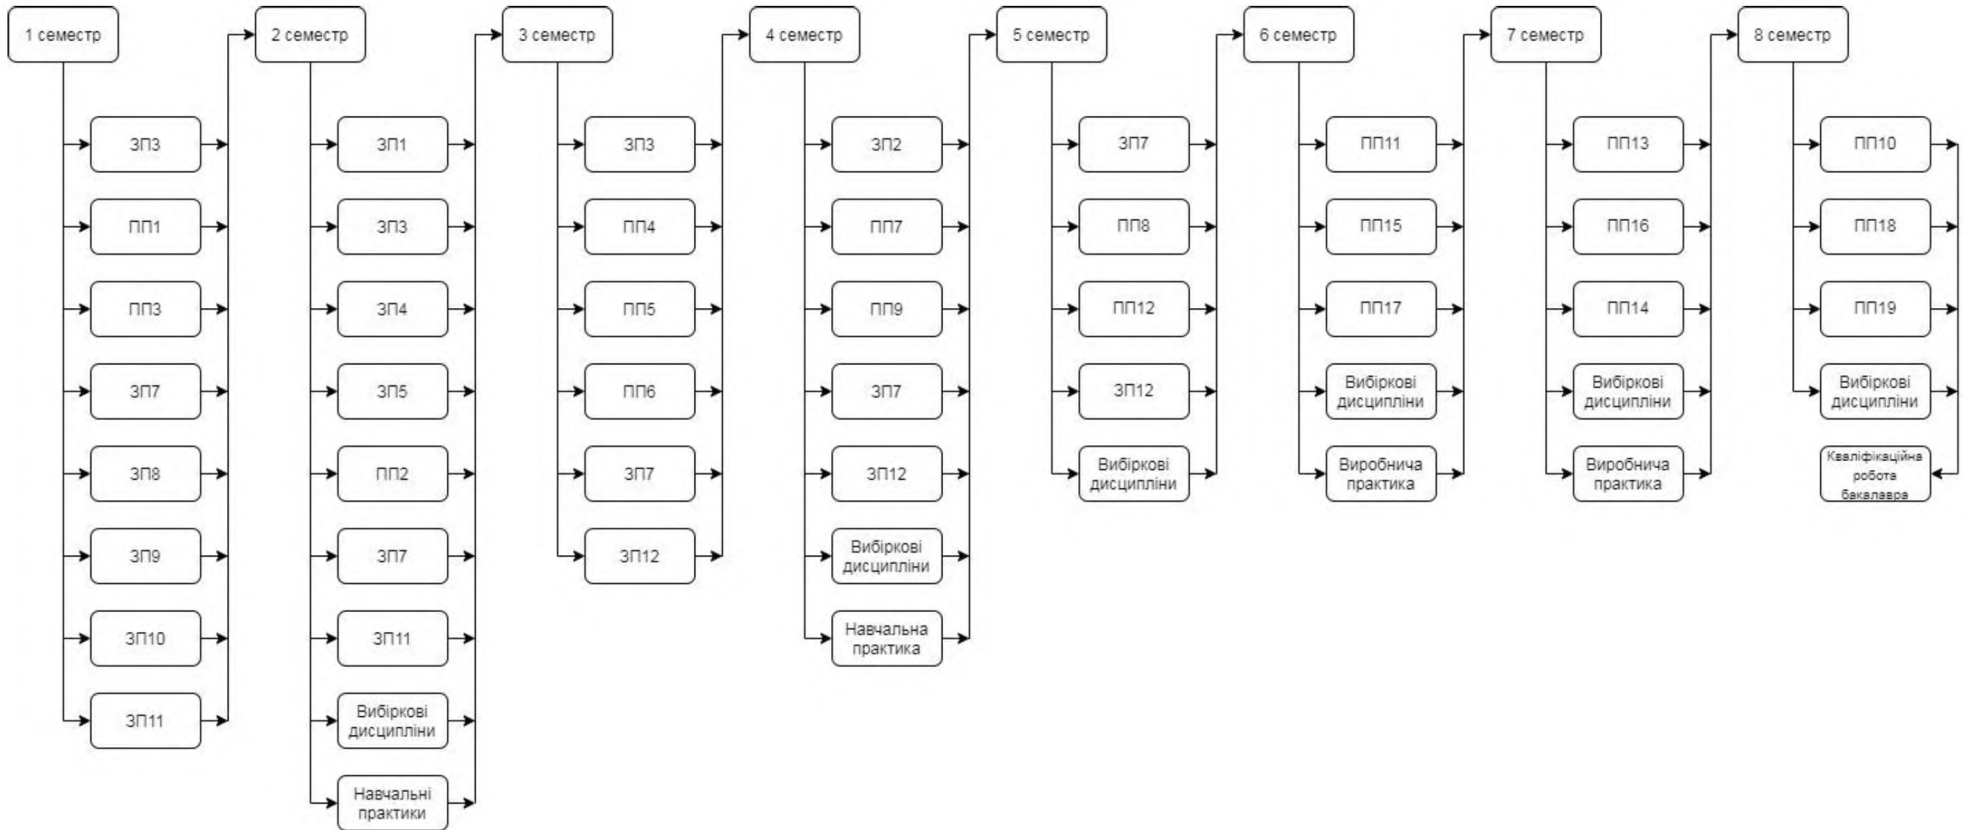 1 семестр
2 семестр
3 семестр
4 семестр
5 семестр
6 семестр
7 семестр
8 семестр
ЗП3
ПП1
ПП3
ЗП7
ЗП8
ЗП9
ЗП10
ЗП11
ЗП1
ЗП3
ЗП4
ЗП5
ПП2
ЗП7
ЗП11
Вибіркові
дисципліни
Навчальні
практики
ЗП3
ПП4
ПП5
ПП6
ЗП7
ЗП12
ЗП2
ПП7
ПП9
ЗП7
ЗП12
Вибіркові
дисципліни
Навчальна
практика
ЗП7
ПП8
ПП12
ЗП12
Вибіркові
дисципліни
ПП11
ПП15
ПП17
Вибіркові
дисципліни
Виробнича
практика
ПП13
ПП16
ПП14
Вибіркові
дисципліни
Виробнича
практика
ПП10
ПП18
ПП19
Вибіркові
дисципліни
Кваліфікаційна
робота
бакалавра